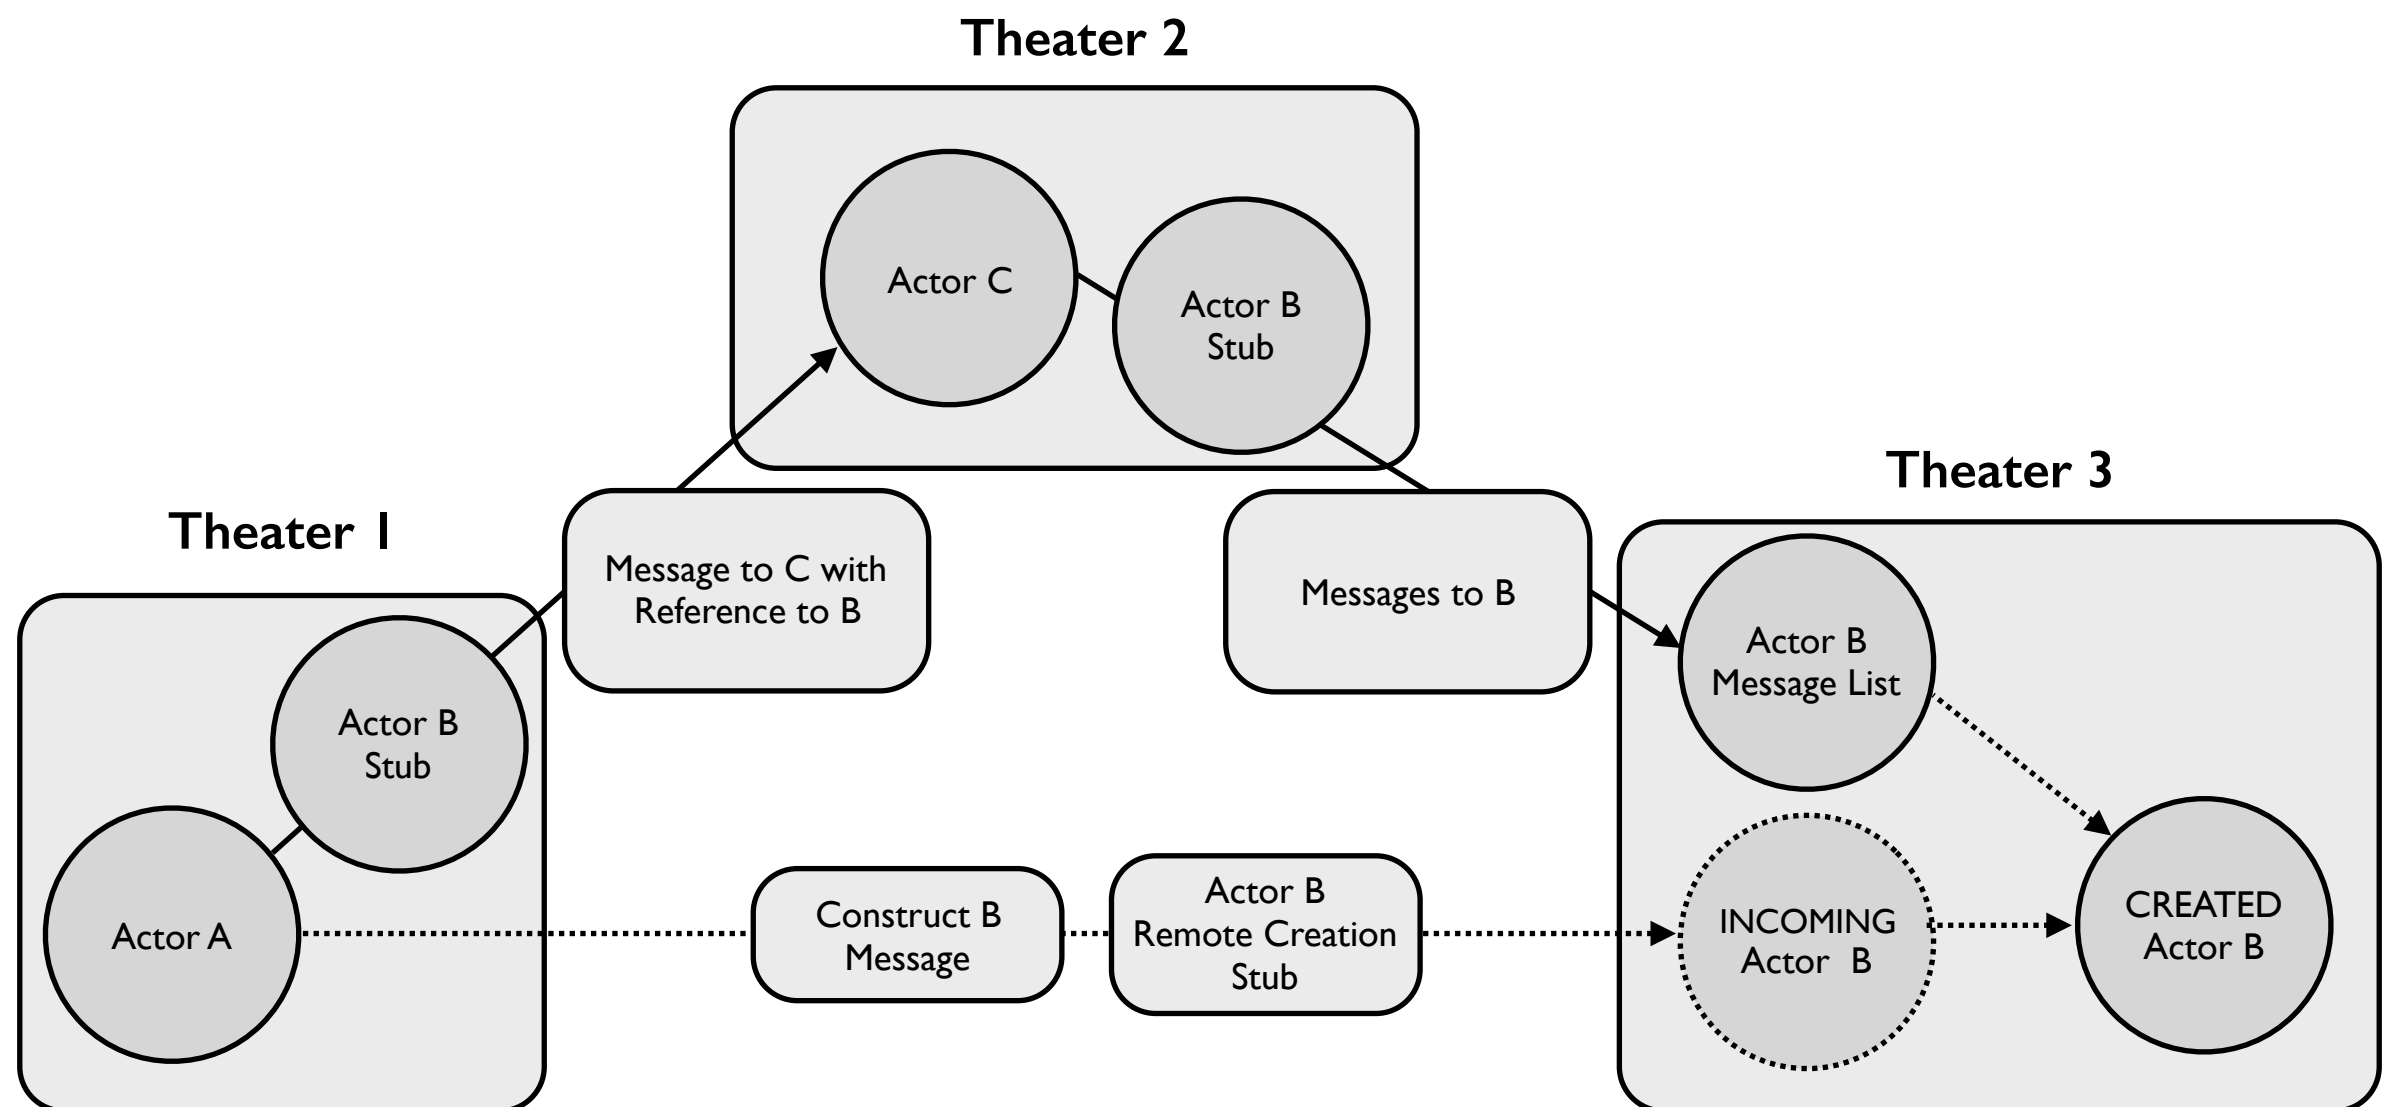 Theater 2
Actor C
Actor B
Stub
Theater 3
Theater 1
Message to C with
Reference to B
Messages to B
Actor B
Message List
Actor B
Stub
Actor A
Construct B
Message
Actor B
Remote Creation
Stub
INCOMING
Actor B
CREATED
Actor B